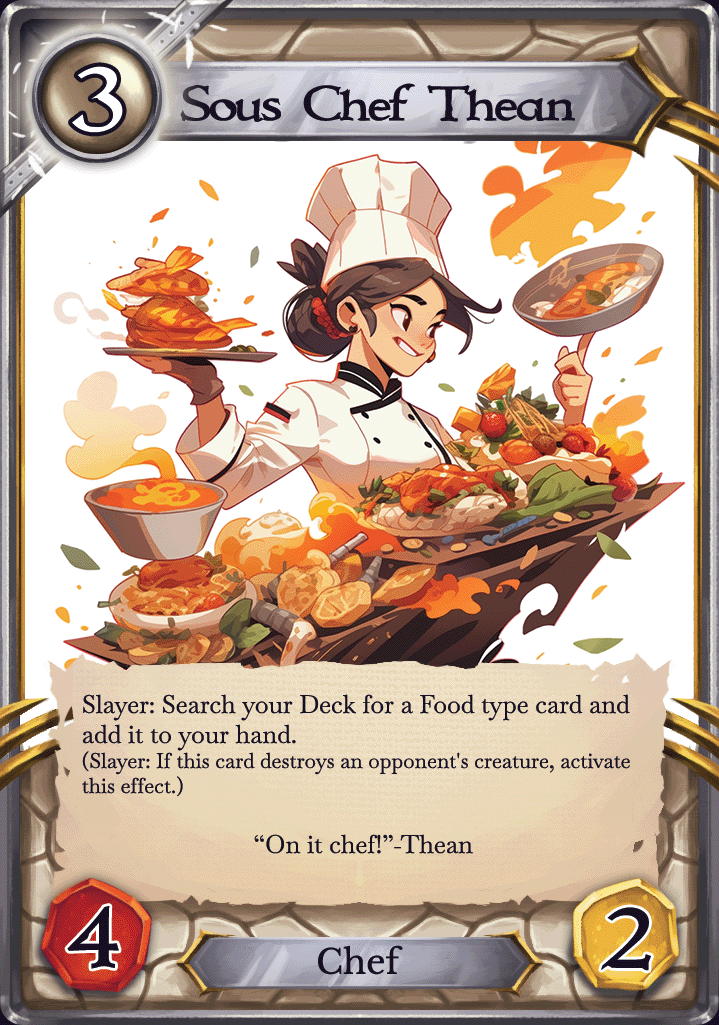 3
Sous Chef Thean
Slayer: Search your Deck for a Food type card and
add it to your hand.
(Slayer: If this card destroys an opponent's creature, activate
this effect.)
“On it chef!”-Thean
4
Chef
2